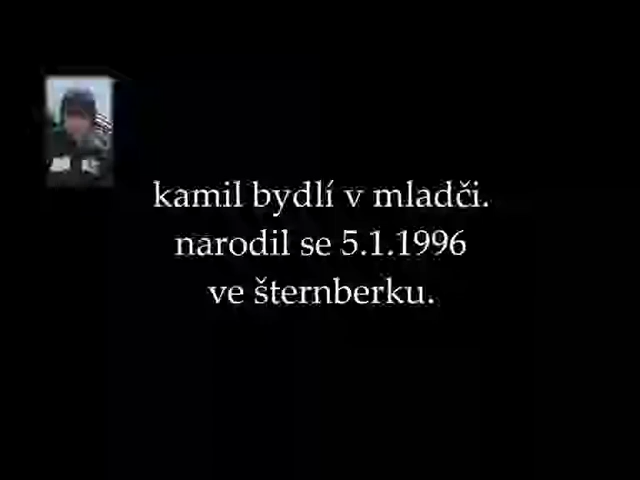 kamil bydlí v mladči.
narodil se 5.1.1996
ve šternberku.